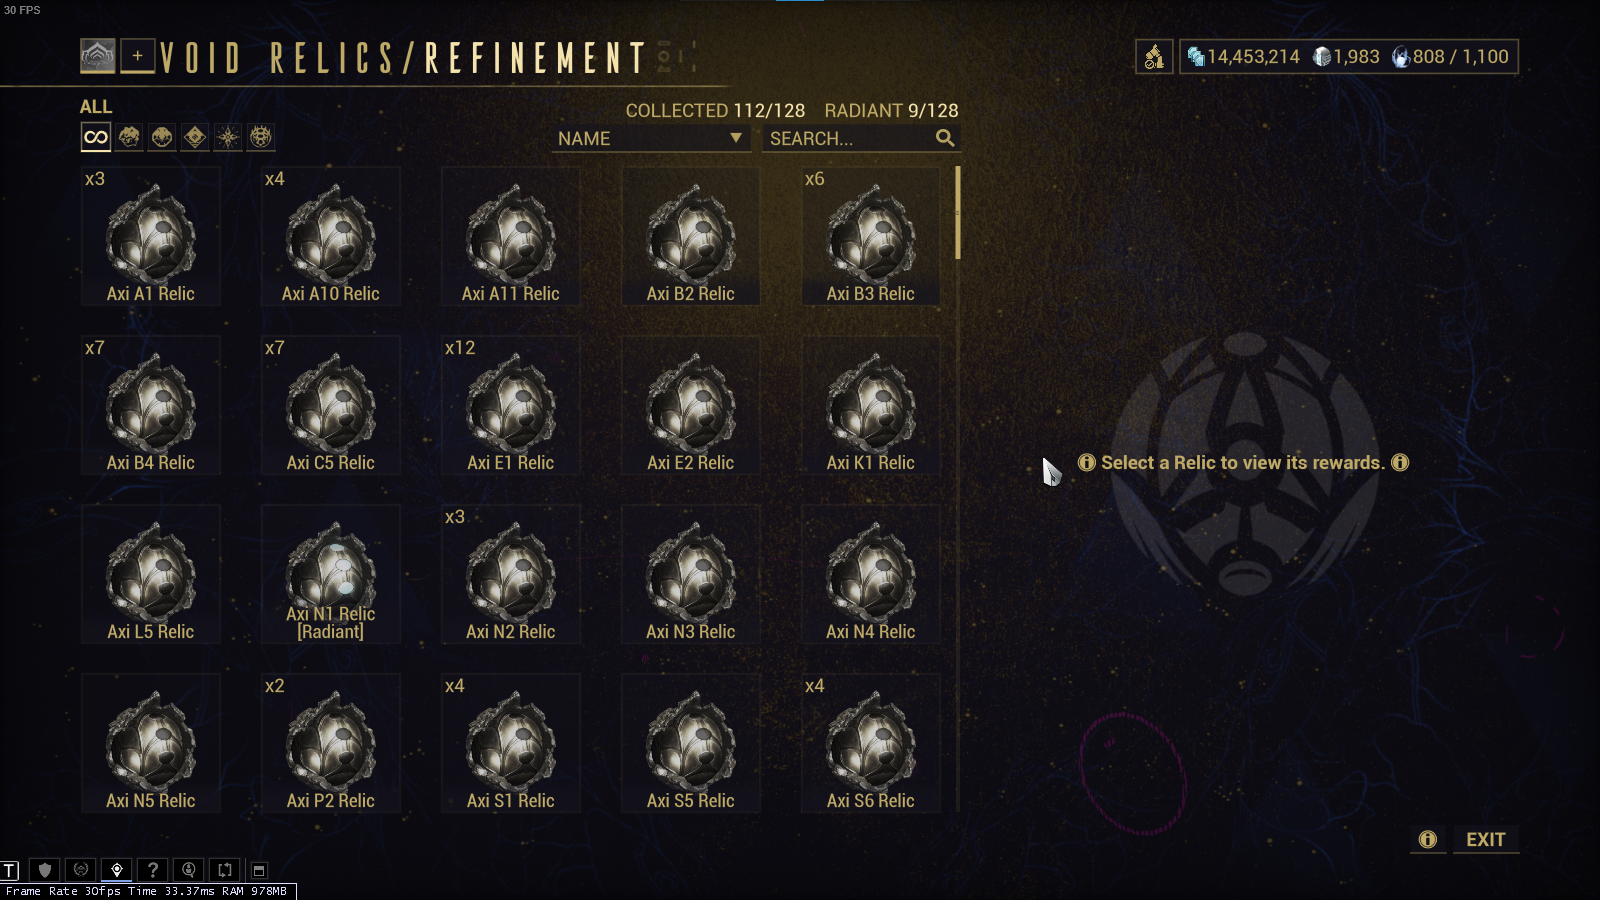 30 FPS
VOID RELICS/REFINEMENT
14,453,214 1,983 808 / 1,100
ALL
COLLECTED 112/128 RADIANT 9/128
NAME SEARCH...
x3 x4 x6
Axi A1 Relic Axi A10 Relic Axi A11 Relic Axi B2 Relic Axi B3 Relic
x7 x7 x12
Axi B4 Relic Axi C5 Relic Axi E1 Relic Axi E2 Relic Axi K1 Relic
Select a Relic to view its rewards.
x3
Axi L5 Relic Axi N1 Relic [Radiant] Axi N2 Relic Axi N3 Relic Axi N4 Relic
x2 x4 x4
Axi N5 Relic Axi P2 Relic Axi S1 Relic Axi S5 Relic Axi S6 Relic
EXIT
T ?
Frame Rate 30fps Time 33.37ms RAM 978MB